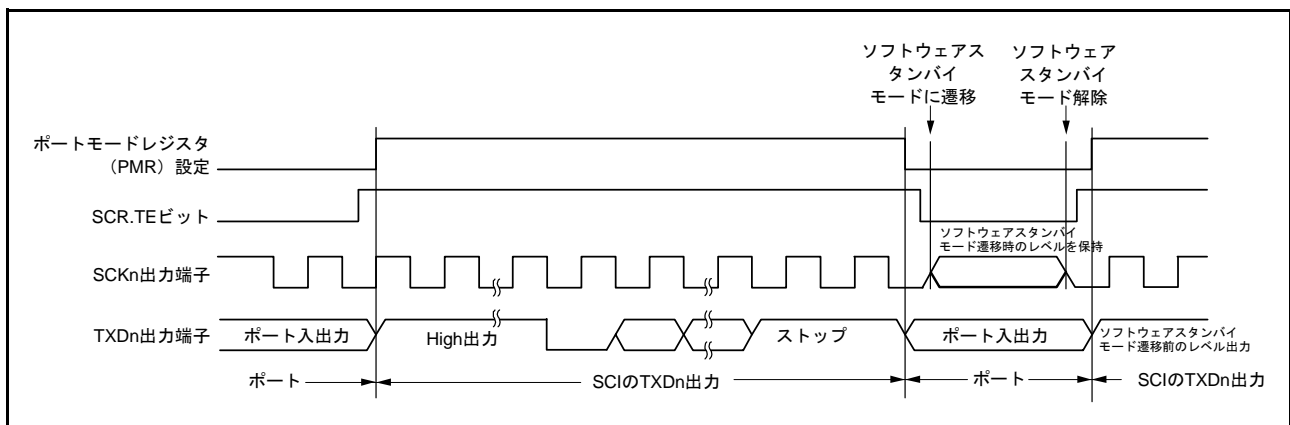 ソフトウェアス
タンバイ
モードに遷移
ソフトウェア
スタンバイ
モード解除
ポートモードレジスタ
（PMR）設定
SCR.TEビット
ソフトウェアスタンバイ
モード遷移時のレベルを保持
SCKn出力端子
TXDn出力端子
ポート入出力
High出力
ストップ
ポート入出力
ソフトウェアスタンバイ
モード遷移前のレベル出力
ポート
SCIのTXDn出力
ポート
SCIのTXDn出力